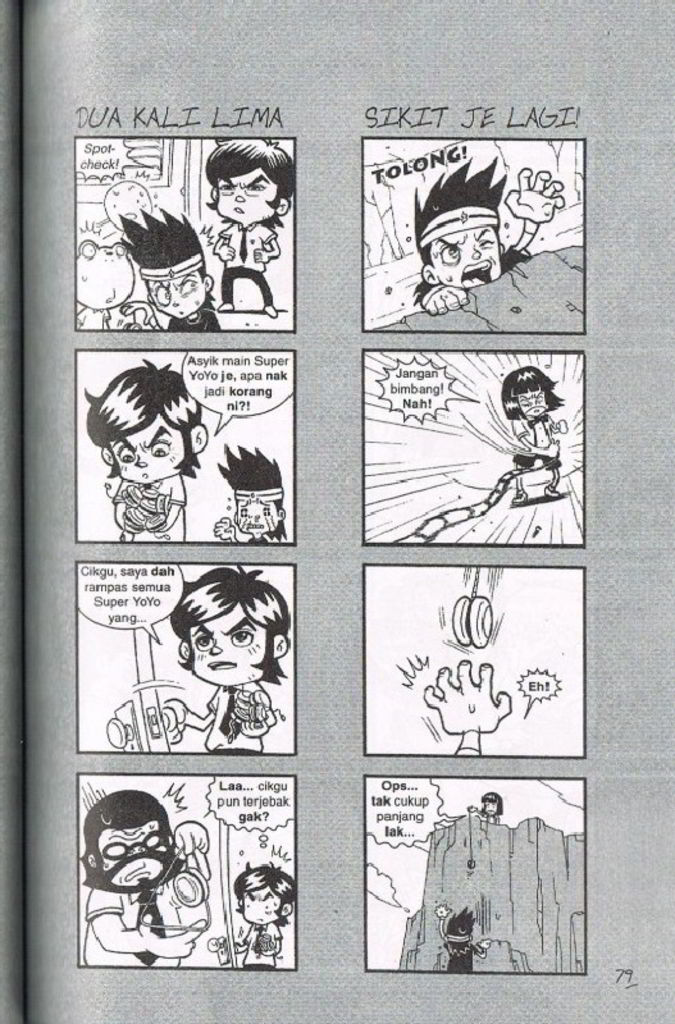 DUA KALI LIMA
Spot-
check!
Asyik main Super
YoYo je, apa nak
jadi korang
ni?!
Cikgu, saya dah
rampas semua
Super YoYo
yang...
Laa... cikgu
pun terjebak
gak?
SIKIT JE LAGI!
TOLONG!
Jangan
bimbang!
Nah!
Eh!!
Ops...
tak cukup
panjang
lak...
79